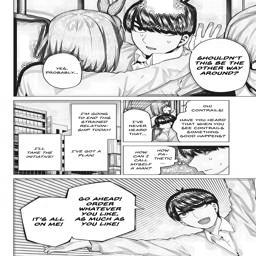 SHOULDN'T
THIS BE
THE OTHER
WAY
AROUND?
YES,
PROBABLY...
OH!
CONTRAILS!
HAVE YOU HEARD
THAT WHEN YOU
SEE CONTRAILS,
SOMETHING
GOOD HAPPENS?
I'VE
NEVER
HEARD
THAT...
HOW
PA-
THETIC!
HOW
CAN I
CALL
MYSELF
A MAN?
I'M GOING
TO END THIS
STRAINED
RELATION-
SHIP TODAY!
I'VE GOT A
PLAN!
I'LL
TAKE THE
INITIATIVE!
GO AHEAD!
ORDER
WHATEVER
YOU LIKE,
AS MUCH
AS YOU LIKE!
IT'S ALL
ON ME!